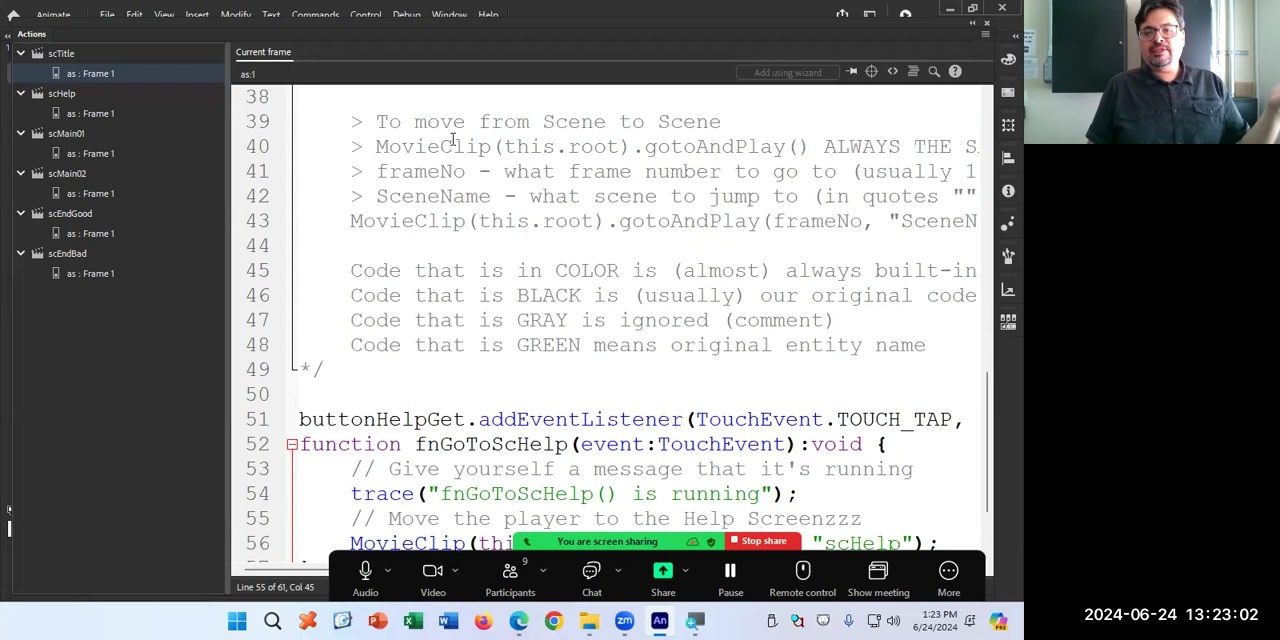 Animate File Edit View Insert Modify Text Commands Control Debug Window Help
Actions
scTitle
as : Frame 1
scHelp
as : Frame 1
scMain01
as : Frame 1
scMain02
as : Frame 1
scEndGood
as : Frame 1
scEndBad
as : Frame 1
Current frame
as:1
Add using wizard
38
39 > To move from Scene to Scene
40 > MovieClip(this.root).gotoAndPlay() ALWAYS THE
41 > frameNo - what frame number to go to (usually 1
42 > SceneName - what scene to jump to (in quotes ""
43 MovieClip(this.root).gotoAndPlay(frameNo, "SceneN
44
45 Code that is in COLOR is (almost) always built-in
46 Code that is BLACK is (usually) our original code
47 Code that is GRAY is ignored (comment)
48 Code that is GREEN means original entity name
49 */
50
51 buttonHelpGet.addEventListener(TouchEvent.TOUCH_TAP,
52 function fnGoToScHelp(event:TouchEvent):void {
53 // Give yourself a message that it's running
54 trace("fnGoToScHelp() is running");
55 // Move the player to the Help Screenzzz
56 MovieClip(thi "scHelp");
You are screen sharing Stop share
Line 55 of 61, Col 45
Audio Video Participants 9 Chat Share Pause Remote control Show meeting More
1:23 PM
6/24/2024
2024-06-24 13:23:02